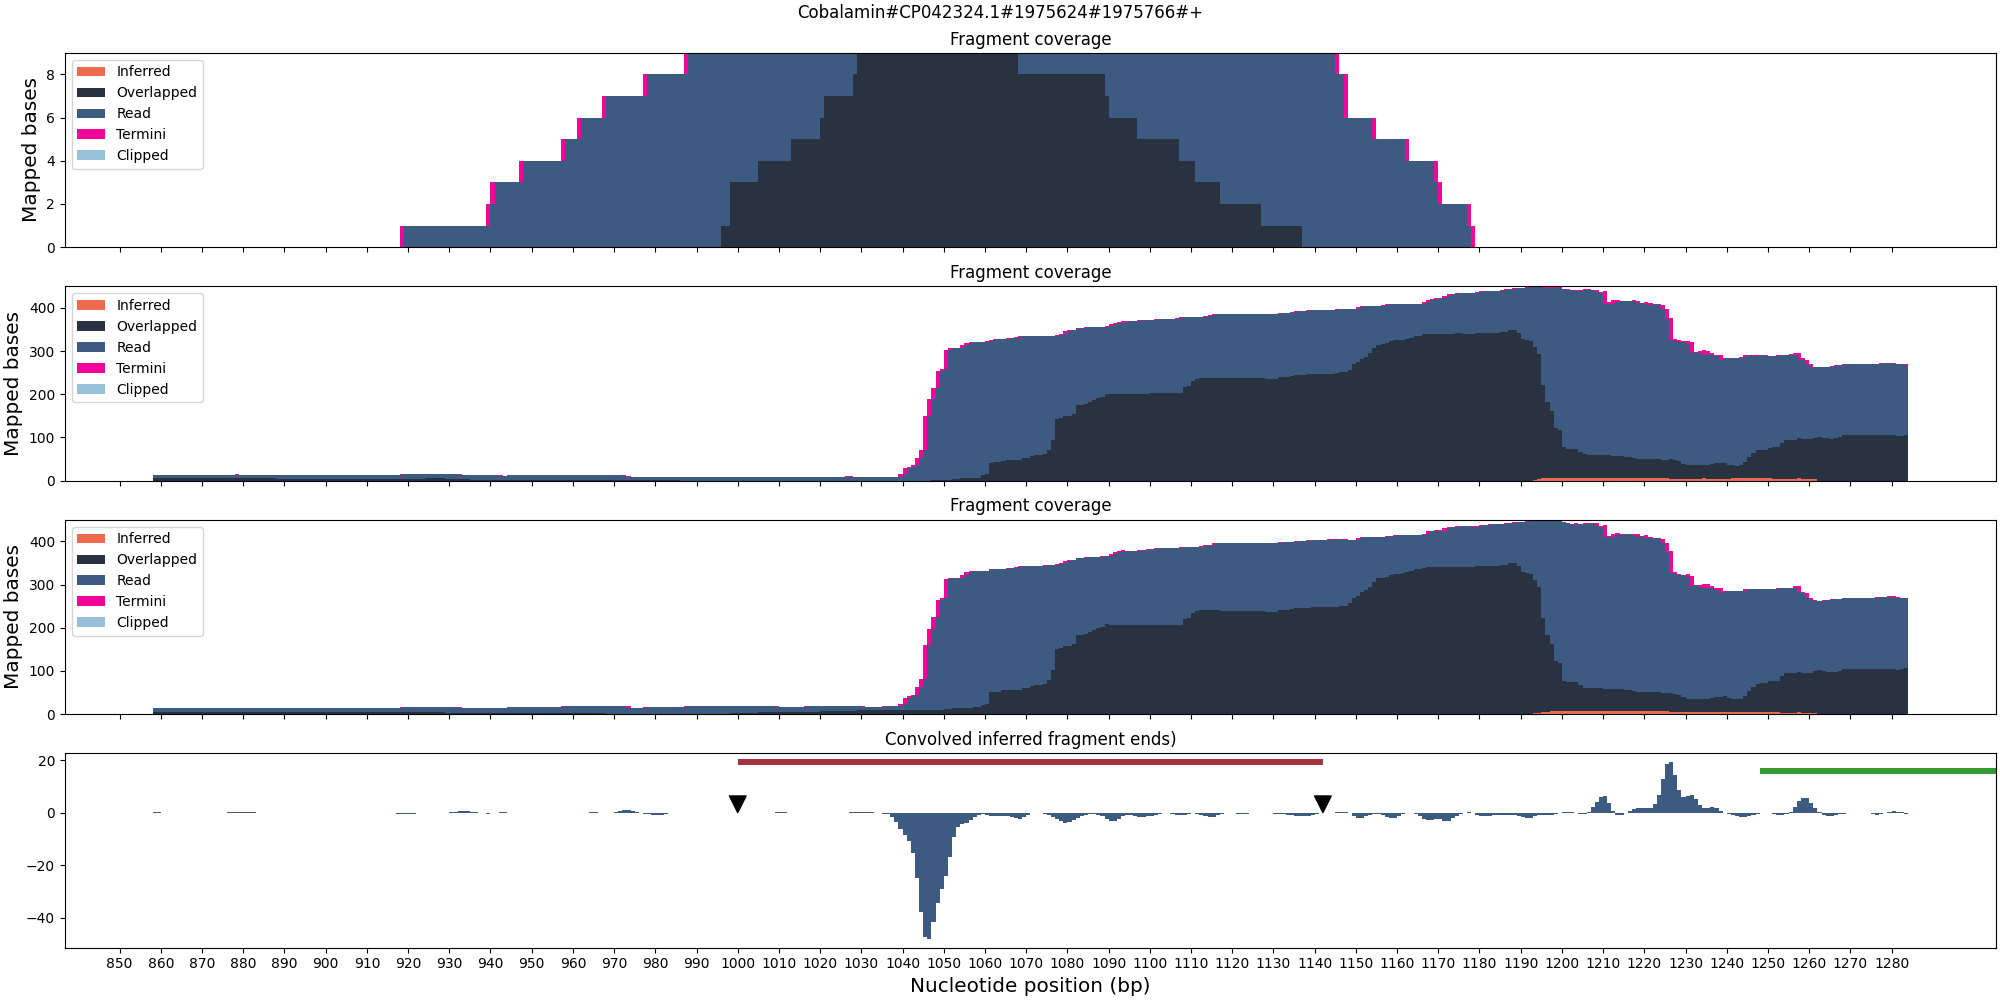 Cobalamin#CP042324.1#1975624#1975766#+
Fragment coverage
Mapped bases
8
6
4
2
0
Inferred
Overlapped
Read
Termini
Clipped
Fragment coverage
Mapped bases
400
300
200
100
0
Inferred
Overlapped
Read
Termini
Clipped
Fragment coverage
Mapped bases
400
300
200
100
0
Inferred
Overlapped
Read
Termini
Clipped
Convolved inferred fragment ends)
20
0
−20
−40
850 860 870 880 890 900 910 920 930 940 950 960 970 980 990 1000 1010 1020 1030 1040 1050 1060 1070 1080 1090 1100 1110 1120 1130 1140 1150 1160 1170 1180 1190 1200 1210 1220 1230 1240 1250 1260 1270 1280
Nucleotide position (bp)